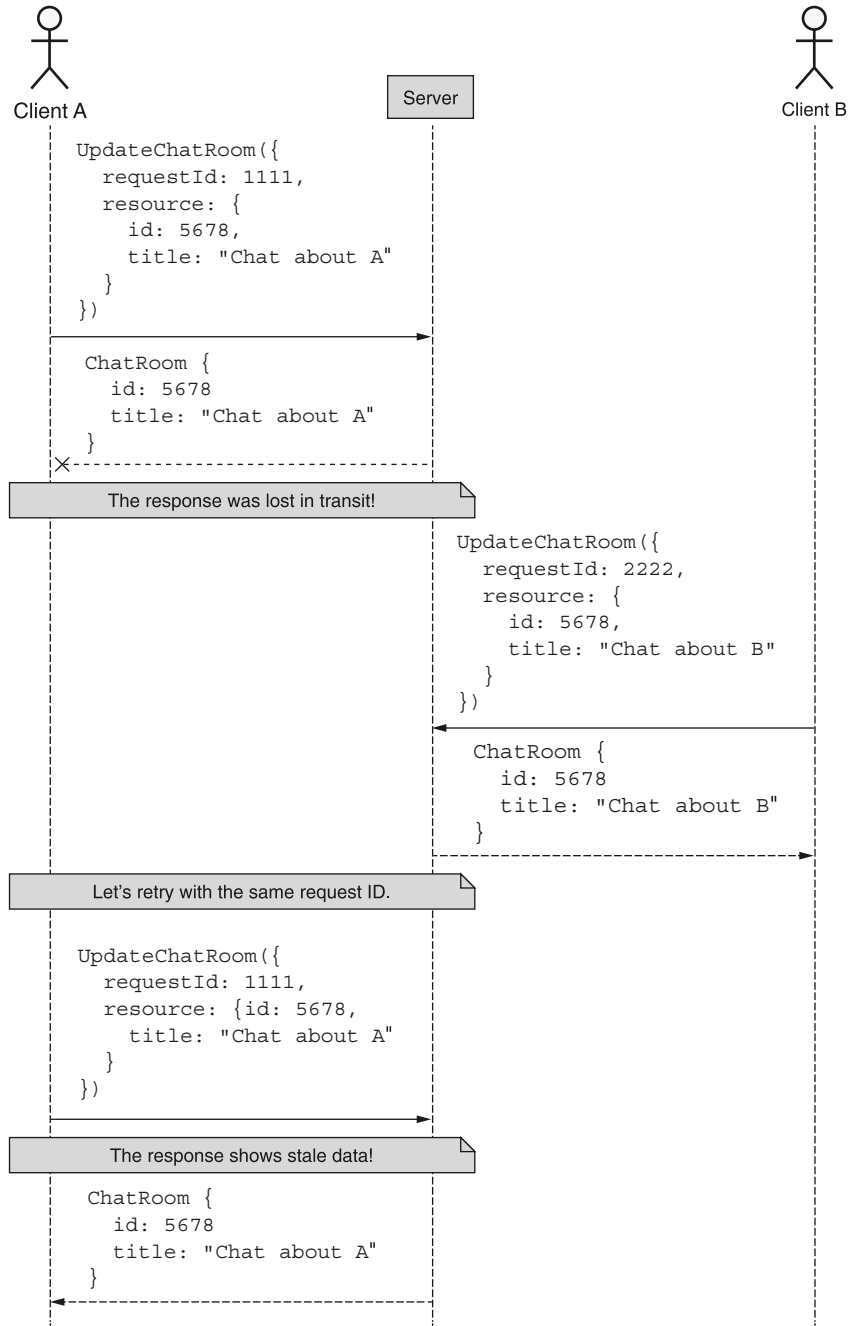 Client A
Server
Client B
UpdateChatRoom({
requestId: 1111,
resource: {
id: 5678,
title: "Chat about A"
}
})
ChatRoom {
id: 5678
title: "Chat about A"
}
The response was lost in transit!
UpdateChatRoom({
requestId: 2222,
resource: {
id: 5678,
title: "Chat about B"
}
})
ChatRoom {
id: 5678
title: "Chat about B"
}
Let's retry with the same request ID.
UpdateChatRoom({
requestId: 1111,
resource: {id: 5678,
title: "Chat about A"
}
})
The response shows stale data!
ChatRoom {
id: 5678
title: "Chat about A"
}